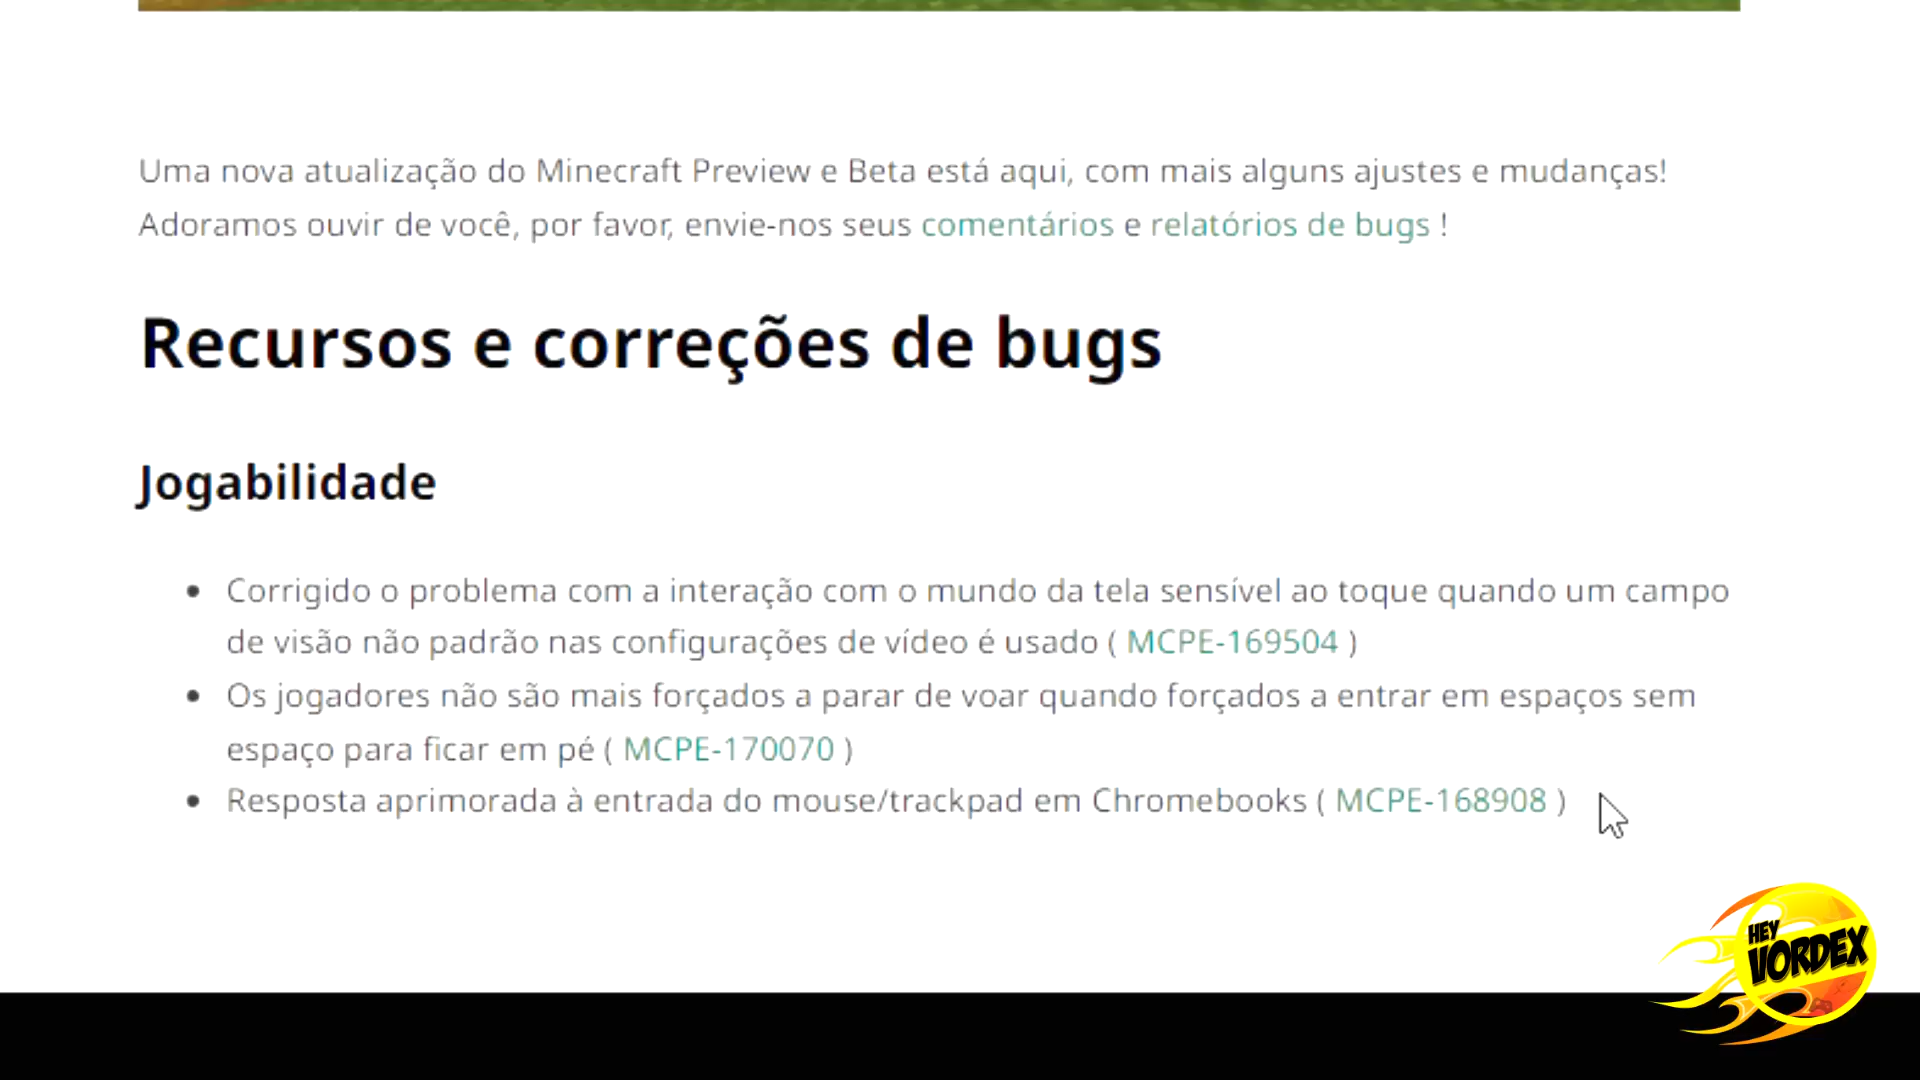 Uma nova atualização do Minecraft Preview e Beta está aqui, com mais alguns ajustes e mudanças!
Adoramos ouvir de você, por favor, envie-nos seus comentários e relatórios de bugs !
Recursos e correções de bugs
Jogabilidade
• Corrigido o problema com a interação com o mundo da tela sensível ao toque quando um campo
de visão não padrão nas configurações de vídeo é usado ( MCPE-169504 )
• Os jogadores não são mais forçados a parar de voar quando forçados a entrar em espaços sem
espaço para ficar em pé ( MCPE-170070 )
• Resposta aprimorada à entrada do mouse/trackpad em Chromebooks ( MCPE-168908 )
HEY
VORDEX